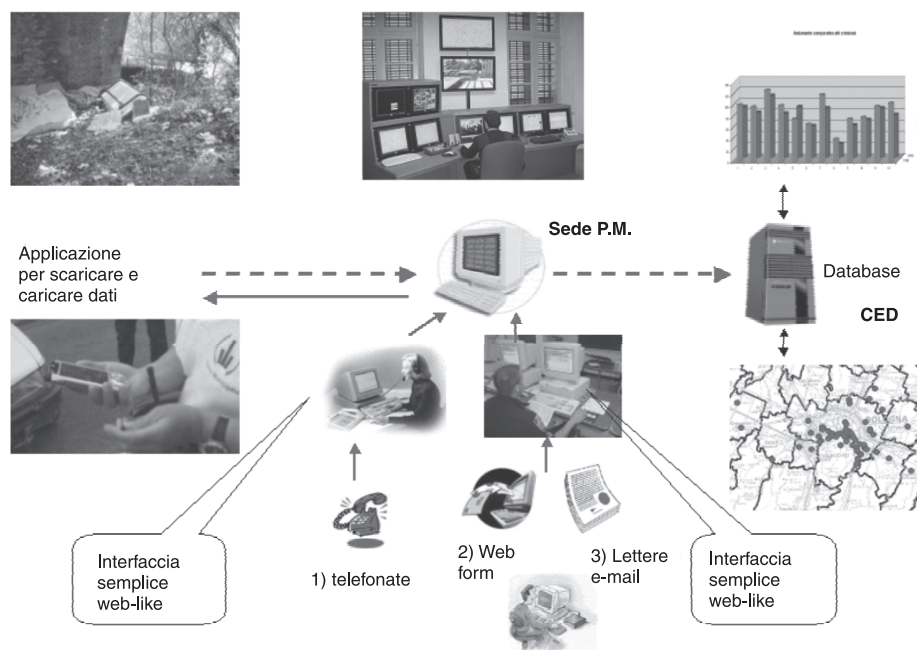 Sede P.M.
Applicazione
per scaricare e
caricare dati
Database
CED
BOLOGNA
Interfaccia
semplice
web-like
1) telefonate
2) Web
form
3) Lettere
e-mail
Interfaccia
semplice
web-like